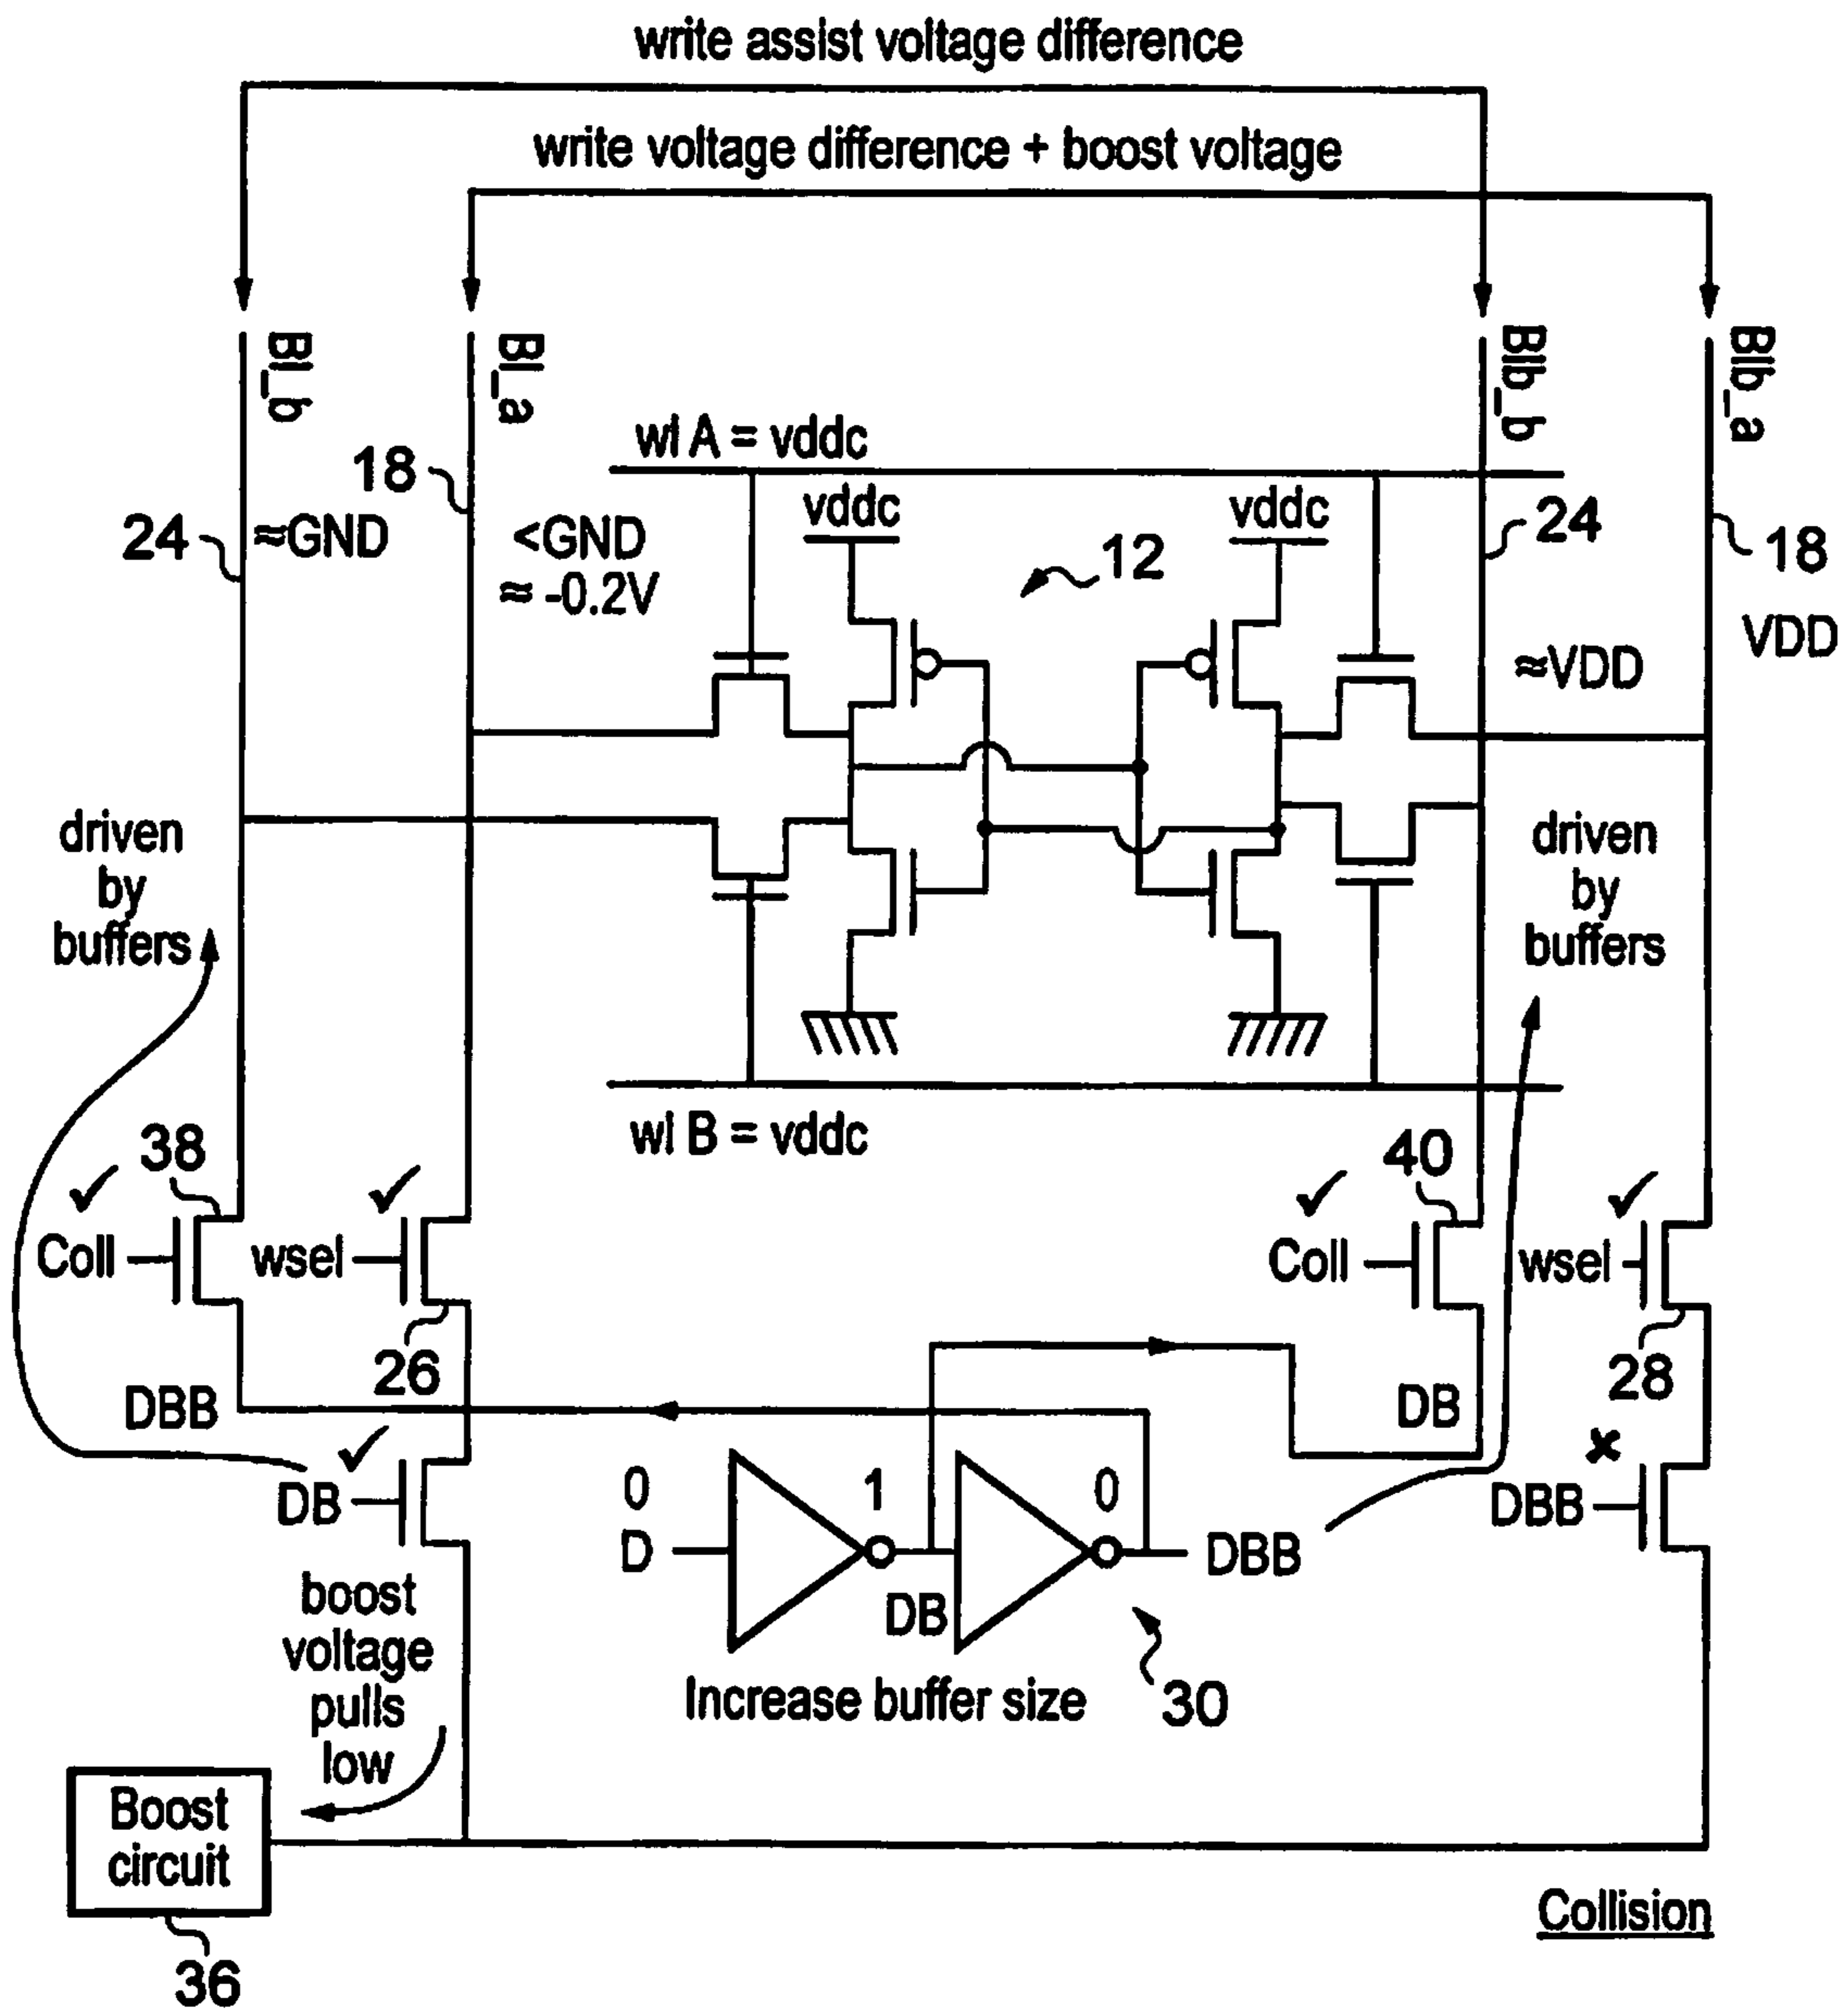 write assist voltage difference
write voltage difference + boost voltage
Bl_b
Bl_a
Blb_b
Blb_a
wl A = vddc
18
vddc
vddc
24
≈GND
<GND
≈ -0.2V
12
24
18
VDD
≈VDD
driven
by
buffers
driven
by
buffers
wl B = vddc
38
40
Coll
wsel
Coll
wsel
26
28
DBB
DB
DB
0
1
0
DBB
D
DBB
DB
boost
voltage
pulls
low
Increase buffer size
30
Boost
circuit
Collision
36